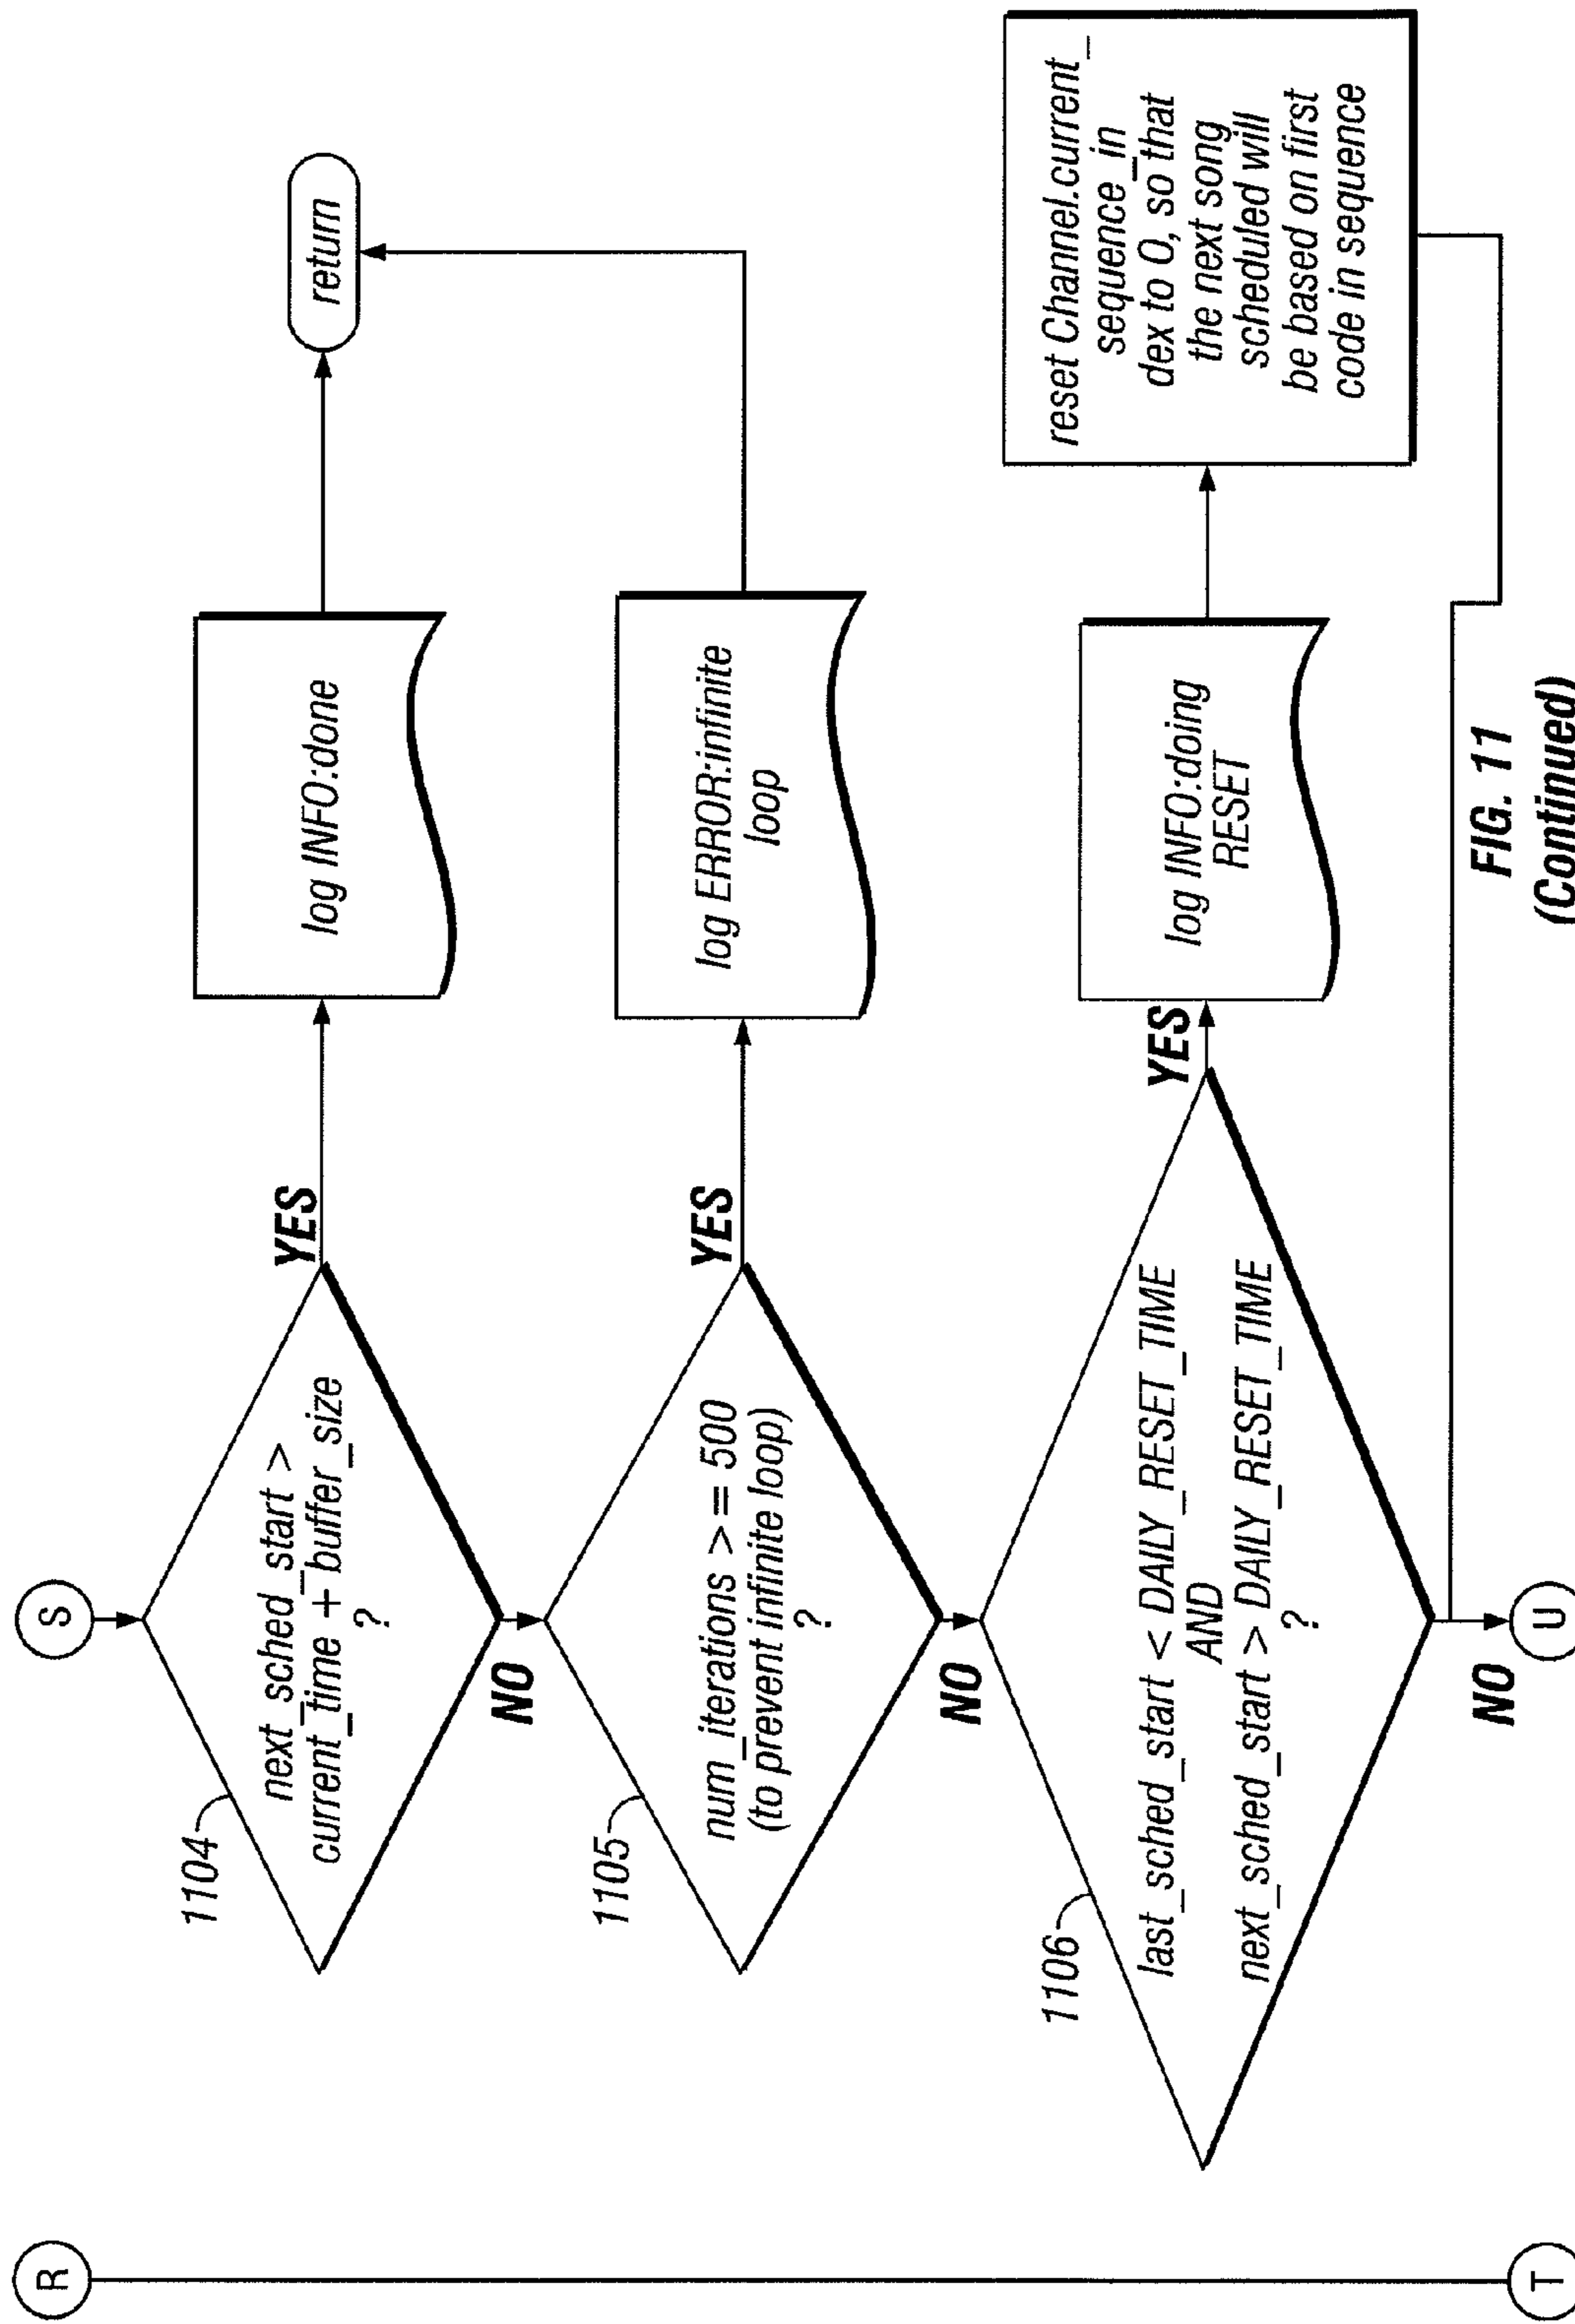 R
S
1104
next_sched_start >
current_time + buffer_size
?
YES
log INFO:done
return
NO
1105
num_iterations >= 500
(to prevent infinite loop)
?
YES
log ERROR:infinite
loop
NO
1106
last_sched_start < DAILY_RESET_TIME
AND
next_sched_start > DAILY_RESET_TIME
?
YES
log INFO:doing
RESET
reset Channel.current_
sequence_in
dex to 0, so that
the next song
scheduled will
be based on first
code in sequence
NO
T
U
FIG. 11
(Continued)